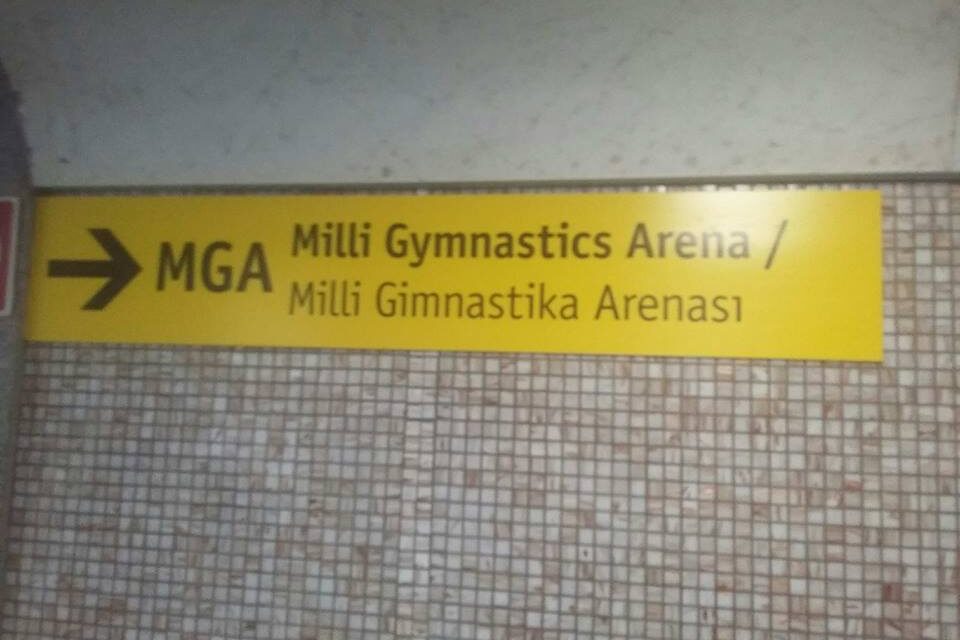 MGA
Milli Gymnastics Arena /
Milli Gimnastika Arenası